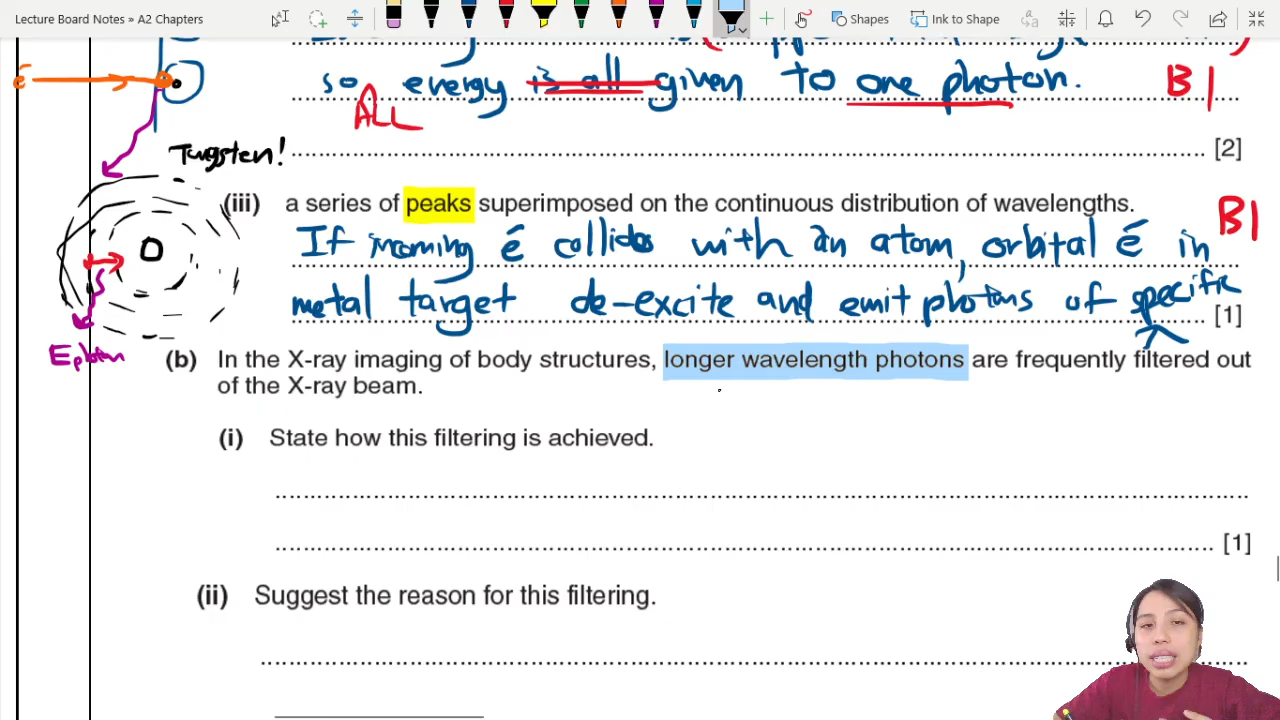 Lecture Board Notes » A2 Chapters
Shapes
Ink to Shape
so energy is all given to one photon. B1
ALL
é
Tungsten!
[2]
(iii) a series of peaks superimposed on the continuous distribution of wavelengths.
B1
If incoming é collides with an atom, orbital é in
metal target de-excite and emit photons of specific
[1]
E photon
(b) In the X-ray imaging of body structures, longer wavelength photons are frequently filtered out
of the X-ray beam.
(i) State how this filtering is achieved.
[1]
(ii) Suggest the reason for this filtering.